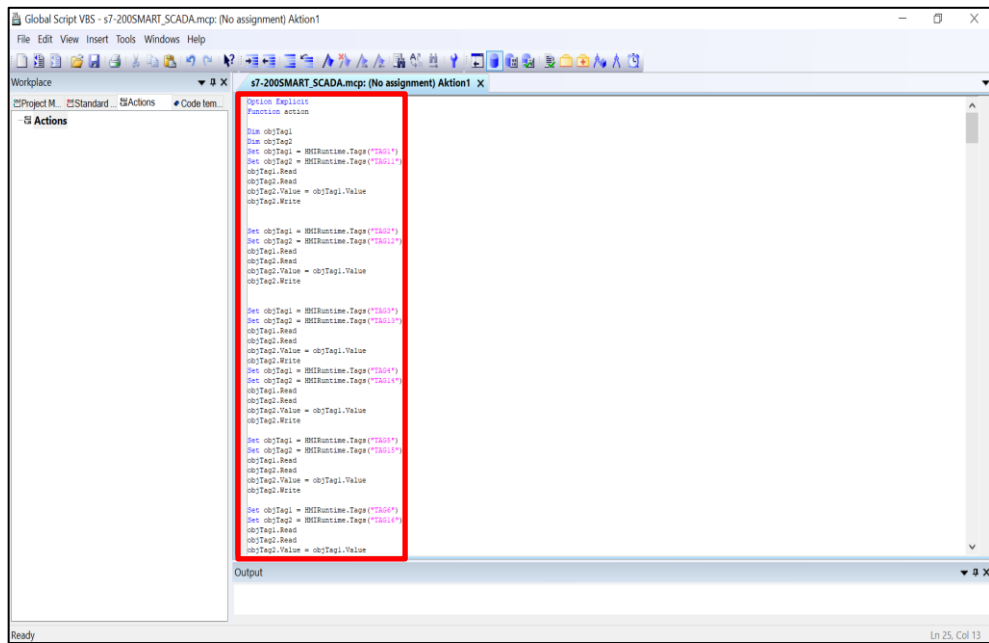 Global Script VBS - s7-200SMART_SCADA.mcp: (No assignment) Aktion1
File Edit View Insert Tools Windows Help
Workplace
s7-200SMART_SCADA.mcp: (No assignment) Aktion1 X
Project M... Standard ... Actions Code tem...
Actions
Option Explicit
Function action
Dim objTag1
Dim objTag2
Set objTag1 = HMIRuntime.Tags("TAG1")
Set objTag2 = HMIRuntime.Tags("TAG11")
objTag1.Read
objTag2.Read
objTag2.Value = objTag1.Value
objTag2.Write
Set objTag1 = HMIRuntime.Tags("TAG2")
Set objTag2 = HMIRuntime.Tags("TAG12")
objTag1.Read
objTag2.Read
objTag2.Value = objTag1.Value
objTag2.Write
Set objTag1 = HMIRuntime.Tags("TAG3")
Set objTag2 = HMIRuntime.Tags("TAG13")
objTag1.Read
objTag2.Read
objTag2.Value = objTag1.Value
objTag2.Write
Set objTag1 = HMIRuntime.Tags("TAG4")
Set objTag2 = HMIRuntime.Tags("TAG14")
objTag1.Read
objTag2.Read
objTag2.Value = objTag1.Value
objTag2.Write
Set objTag1 = HMIRuntime.Tags("TAG5")
Set objTag2 = HMIRuntime.Tags("TAG15")
objTag1.Read
objTag2.Read
objTag2.Value = objTag1.Value
objTag2.Write
Set objTag1 = HMIRuntime.Tags("TAG6")
Set objTag2 = HMIRuntime.Tags("TAG16")
objTag1.Read
objTag2.Read
objTag2.Value = objTag1.Value
Output
Ready
Ln 25, Col 13